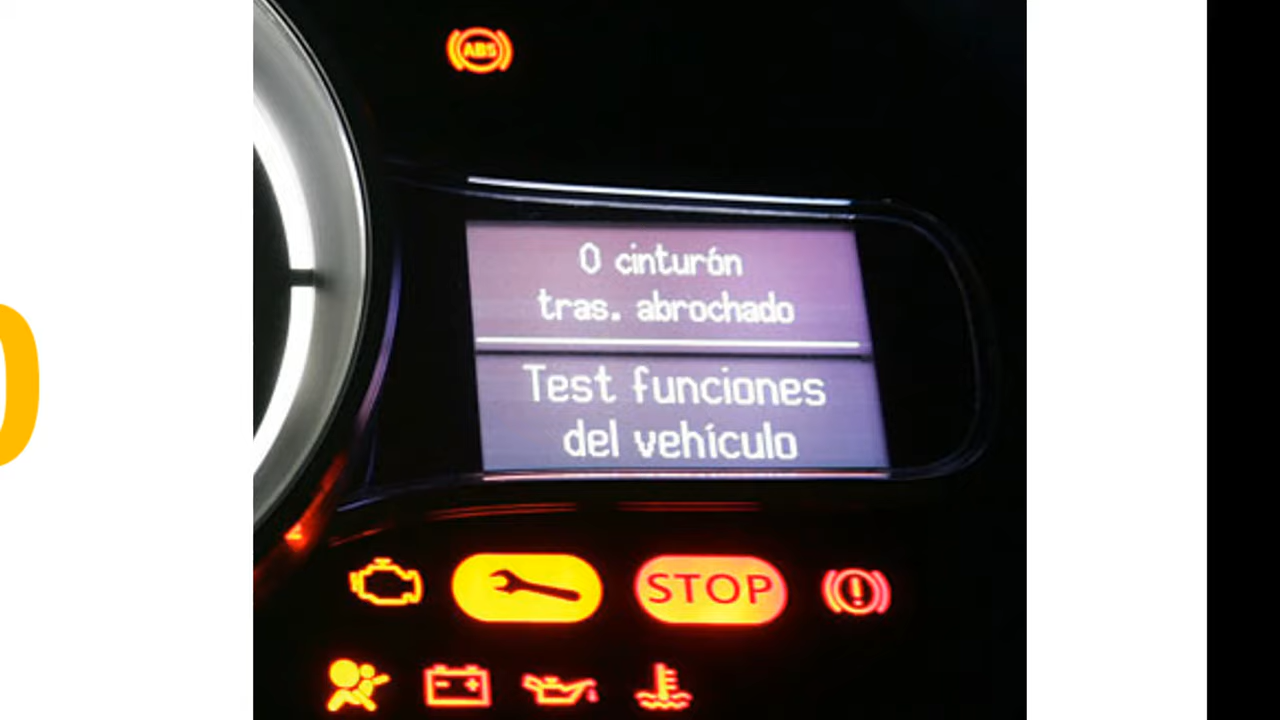 ABS
0 cinturón
tras. abrochado
Test funciones
del vehículo
STOP